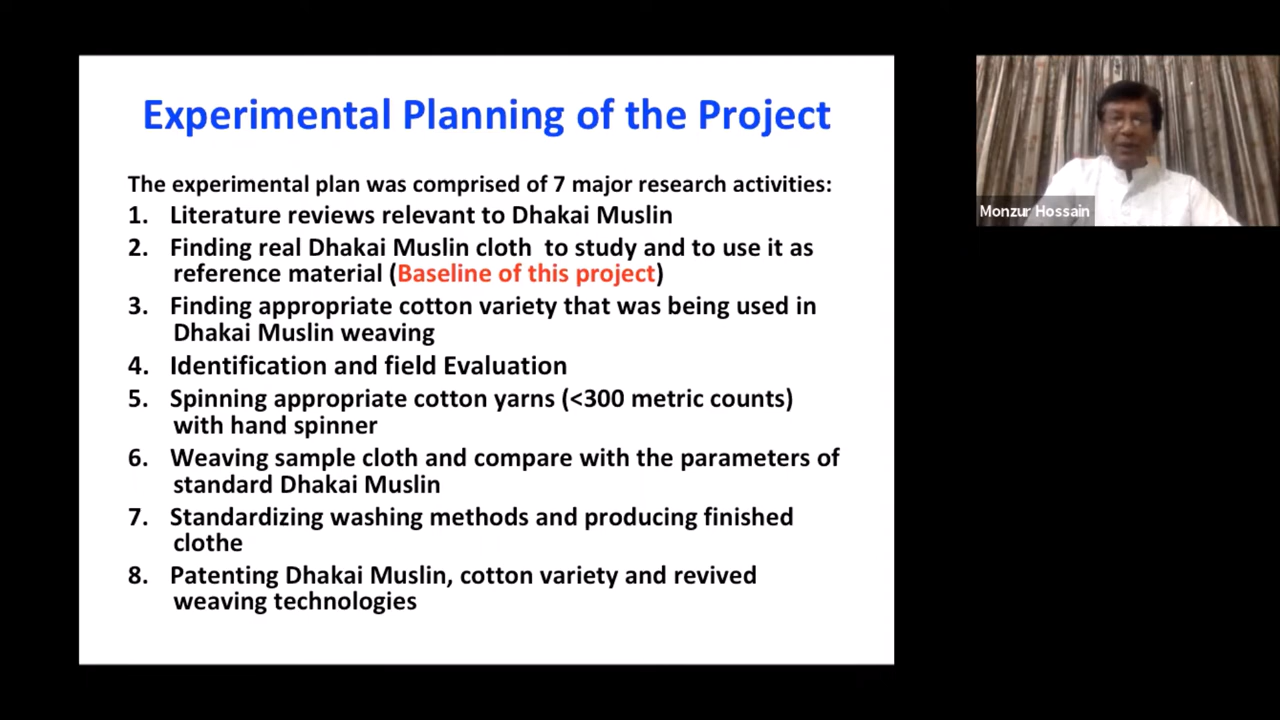 Experimental Planning of the Project
The experimental plan was comprised of 7 major research activities:
1. Literature reviews relevant to Dhakai Muslin
2. Finding real Dhakai Muslin cloth to study and to use it as
reference material (Baseline of this project)
3. Finding appropriate cotton variety that was being used in
Dhakai Muslin weaving
4. Identification and field Evaluation
5. Spinning appropriate cotton yarns (<300 metric counts)
with hand spinner
6. Weaving sample cloth and compare with the parameters of
standard Dhakai Muslin
7. Standardizing washing methods and producing finished
clothe
8. Patenting Dhakai Muslin, cotton variety and revived
weaving technologies
Monzur Hossain